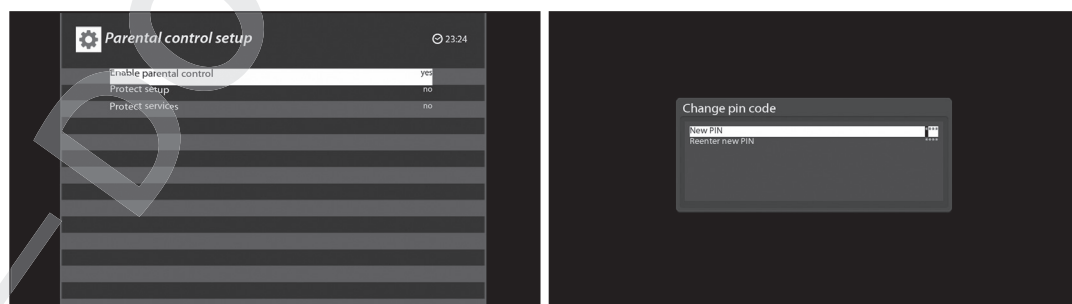 Parental control setup 23:24
Enable parental control yes
Protect setup no
Protect services no
Change pin code
New PIN ****
Reenter new PIN ****